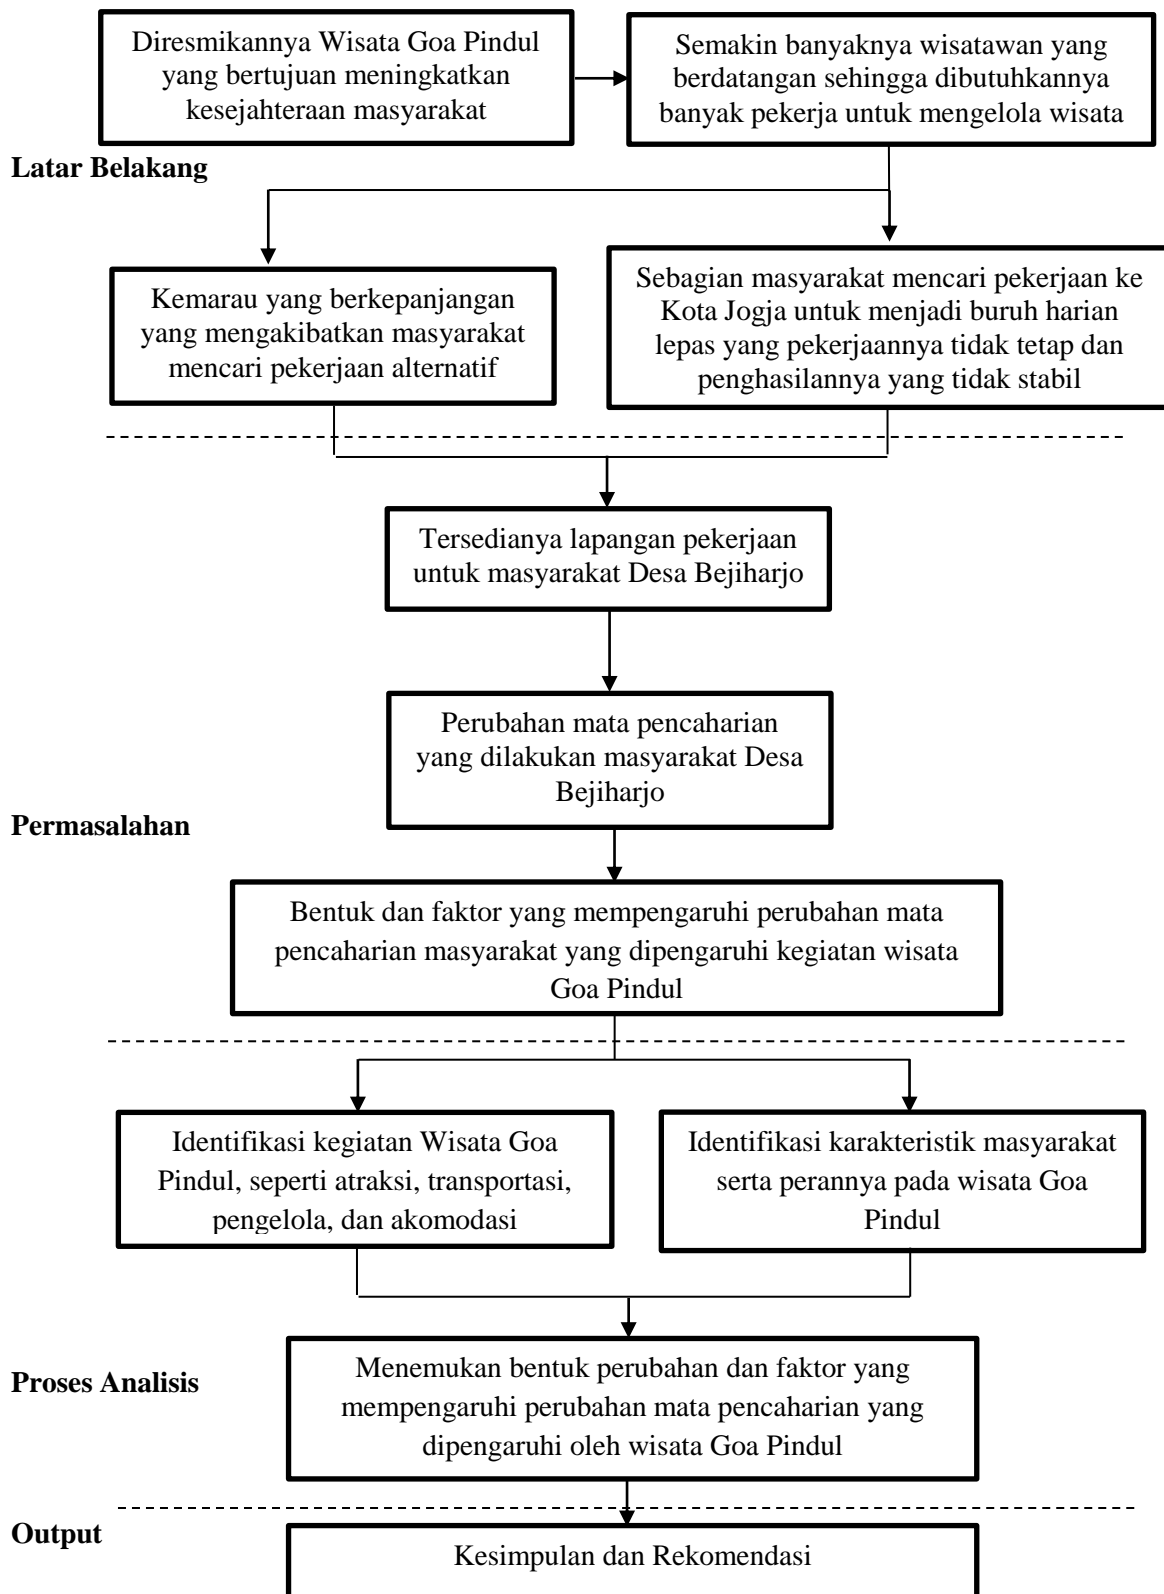 Diresmikannya Wisata Goa Pindul
yang bertujuan meningkatkan
kesejahteraan masyarakat
Semakin banyaknya wisatawan yang
berdatangan sehingga dibutuhkannya
banyak pekerja untuk mengelola wisata
Latar Belakang
Kemarau yang berkepanjangan
yang mengakibatkan masyarakat
mencari pekerjaan alternatif
Sebagian masyarakat mencari pekerjaan ke
Kota Jogja untuk menjadi buruh harian
lepas yang pekerjaannya tidak tetap dan
penghasilannya yang tidak stabil
Tersedianya lapangan pekerjaan
untuk masyarakat Desa Bejiharjo
Perubahan mata pencaharian
yang dilakukan masyarakat Desa
Bejiharjo
Permasalahan
Bentuk dan faktor yang mempengaruhi perubahan mata
pencaharian masyarakat yang dipengaruhi kegiatan wisata
Goa Pindul
Identifikasi kegiatan Wisata Goa
Pindul, seperti atraksi, transportasi,
pengelola, dan akomodasi
Identifikasi karakteristik masyarakat
serta perannya pada wisata Goa
Pindul
Proses Analisis
Menemukan bentuk perubahan dan faktor yang
mempengaruhi perubahan mata pencaharian yang
dipengaruhi oleh wisata Goa Pindul
Output
Kesimpulan dan Rekomendasi